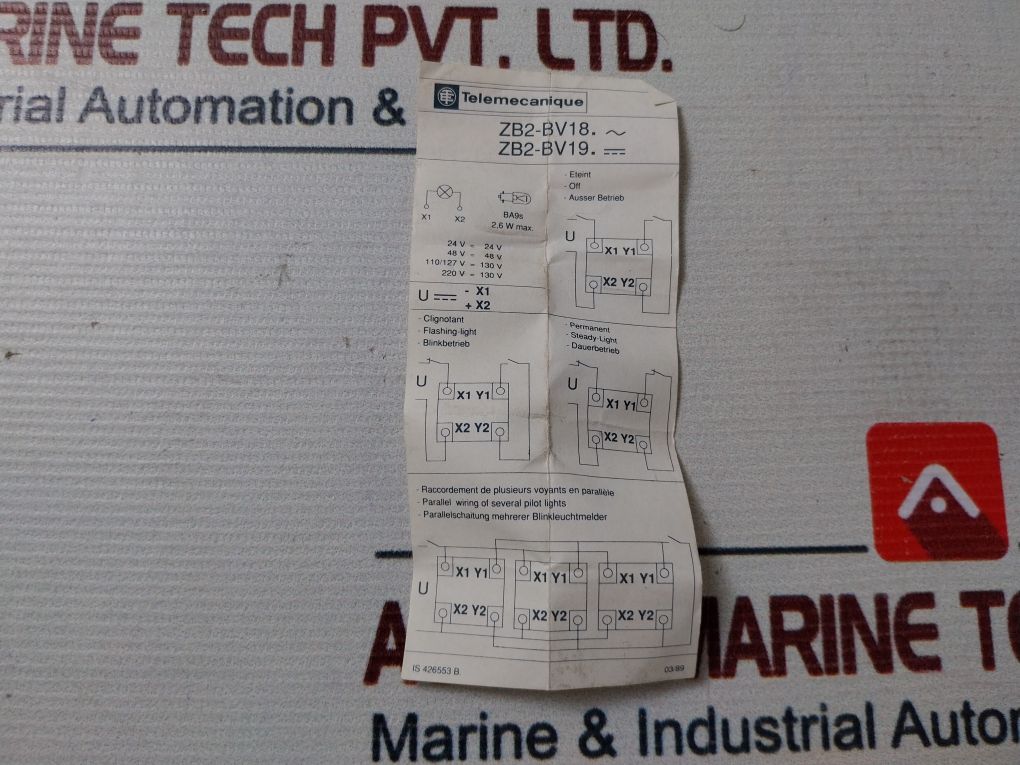 RINE TECH PVT. LTD.
rial Automation &
Telemecanique
ZB2-BV18. ~
ZB2-BV19. ⎓
X1 X2
BA9s
2,6 W max.
24 V - 24 V
48 V - 48 V
110/127 V - 130 V
220 V - 130 V
U ⎓ - X1
+ X2
- Eteint
- Off
- Ausser Betrieb
U
X1 Y1
X2 Y2
- Clignotant
- Flashing-light
- Blinkbetrieb
U
X1 Y1
X2 Y2
- Permanent
- Steady-Light
- Dauerbetrieb
U
X1 Y1
X2 Y2
- Raccordement de plusieurs voyants en parallèle
- Parallel wiring of several pilot lights
- Parallelschaitung mehrerer Blinkleuchtmelder
U
X1 Y1 X1 Y1 X1 Y1
X2 Y2 X2 Y2 X2 Y2
IS 426553 B
03/89
A
MARINE TE
Marine & Industrial Autom